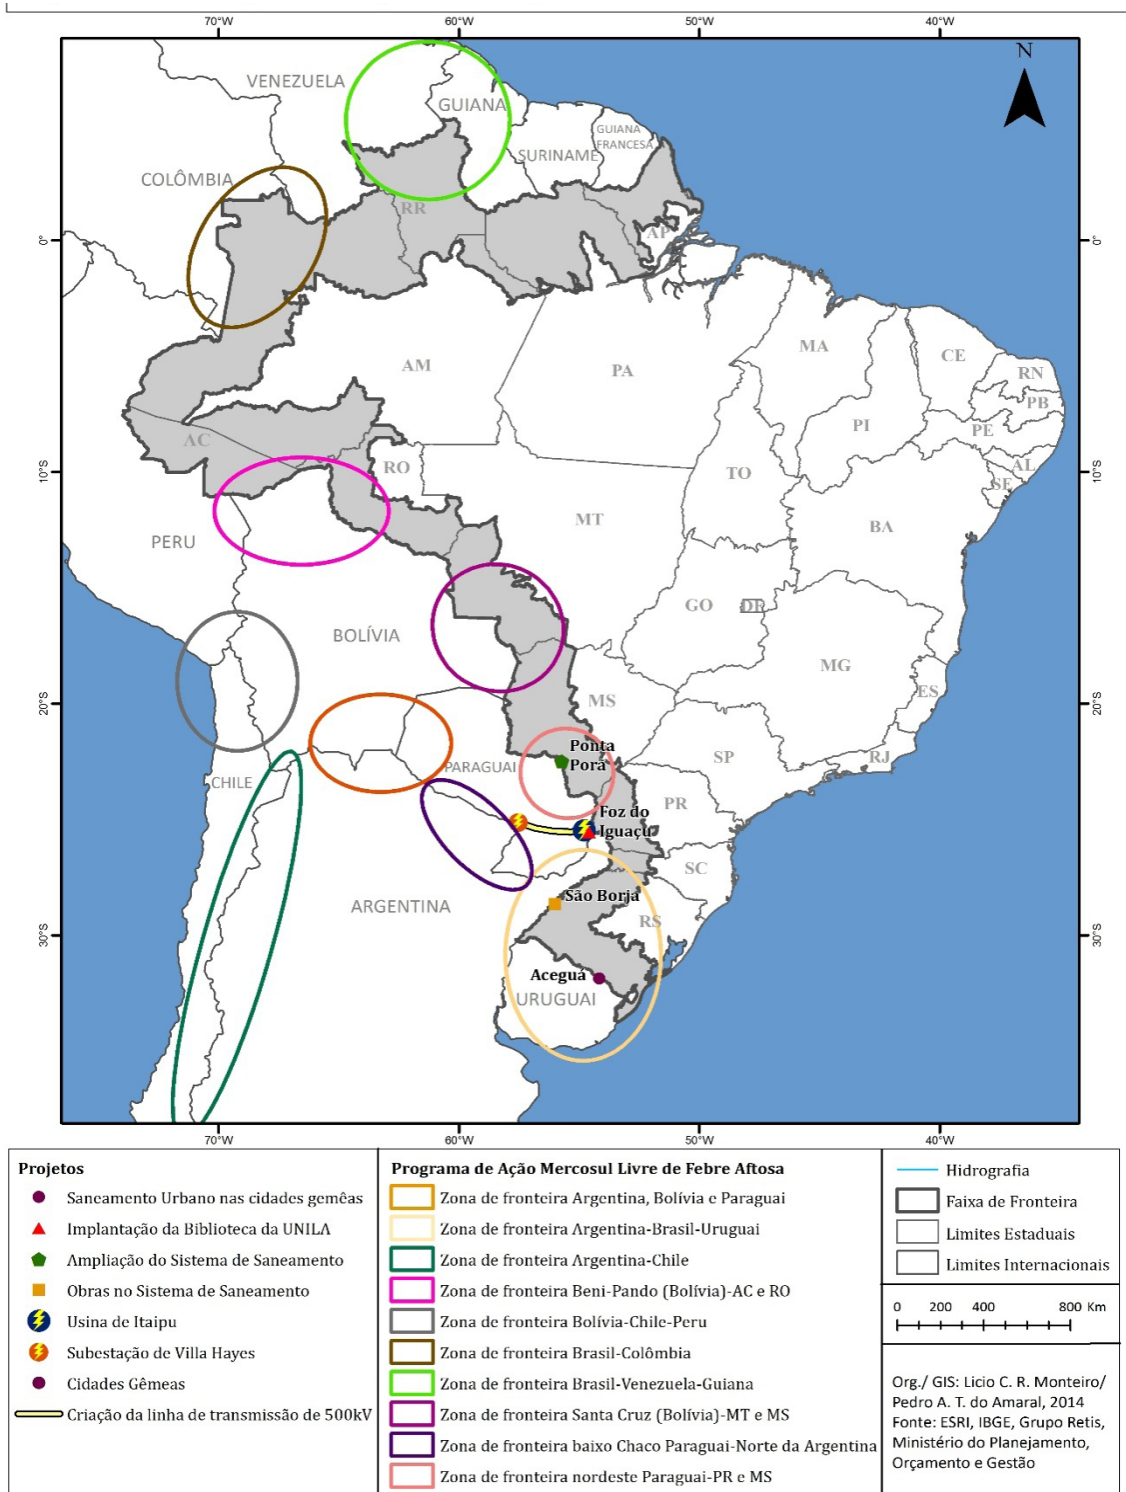 70°W 60°W 50°W 40°W
N
VENEZUELA
GUIANA
GUIANA
FRANCESA
SURINAME
COLÔMBIA
RR
AP
0° 0°
AM
PA
MA
CE
RN
PB
PI
PE
AC
RO
AL
SE
10°S 10°S
TO
MT
BA
PERU
GO
DF
BOLÍVIA
MG
MS
ES
20°S 20°S
Ponta
Porã
SP
RJ
PARAGUAI
CHILE
PR
Foz do
Iguaçu
SC
São Borja
ARGENTINA
RS
30°S 30°S
Aceguá
URUGUAI
70°W 60°W 50°W 40°W
Projetos
Saneamento Urbano nas cidades gemêas
Implantação da Biblioteca da UNILA
Ampliação do Sistema de Saneamento
Obras no Sistema de Saneamento
Usina de Itaipu
Subestação de Villa Hayes
Cidades Gêmeas
Criação da linha de transmissão de 500kV
Programa de Ação Mercosul Livre de Febre Aftosa
Zona de fronteira Argentina, Bolívia e Paraguai
Zona de fronteira Argentina-Brasil-Uruguai
Zona de fronteira Argentina-Chile
Zona de fronteira Beni-Pando (Bolívia)-AC e RO
Zona de fronteira Bolívia-Chile-Peru
Zona de fronteira Brasil-Colômbia
Zona de fronteira Brasil-Venezuela-Guiana
Zona de fronteira Santa Cruz (Bolívia)-MT e MS
Zona de fronteira baixo Chaco Paraguai-Norte da Argentina
Zona de fronteira nordeste Paraguai-PR e MS
Hidrografia
Faixa de Fronteira
Limites Estaduais
Limites Internacionais
0 200 400 800 Km
Org./ GIS: Licio C. R. Monteiro/
Pedro A. T. do Amaral, 2014
Fonte: ESRI, IBGE, Grupo Retis,
Ministério do Planejamento,
Orçamento e Gestão